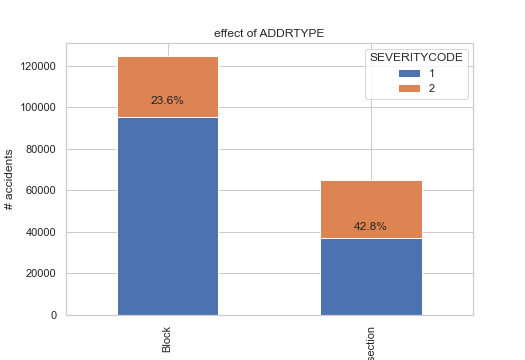 effect of ADDRTYPE
SEVERITYCODE
1
2
# accidents
120000
100000
80000
60000
40000
20000
0
23.6%
42.8%
Block
section